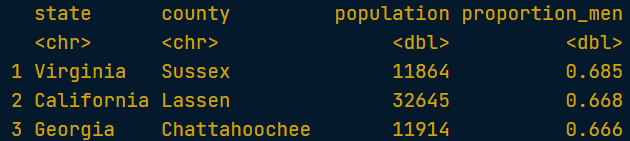 state county population proportion_men
<chr> <chr> <dbl> <dbl>
1 Virginia Sussex 11864 0.685
2 California Lassen 32645 0.668
3 Georgia Chattahoochee 11914 0.666